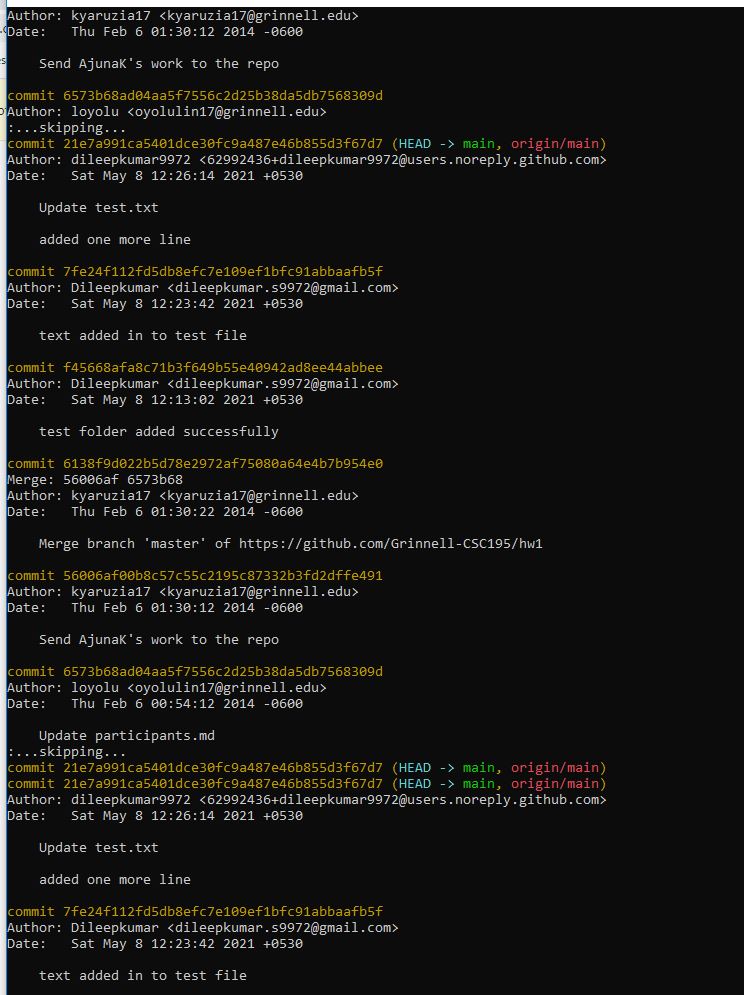 Author: kyaruzia17 <kyaruzia17@grinnell.edu>
Date:   Thu Feb 6 01:30:12 2014 -0600

    Send AjunaK's work to the repo

commit 6573b68ad04aa5f7556c2d25b38da5db7568309d
Author: loyolu <oyolulin17@grinnell.edu>
:...skipping...
commit 21e7a991ca5401dce30fc9a487e46b855d3f67d7 (HEAD -> main, origin/main)
Author: dileepkumar9972 <62992436+dileepkumar9972@users.noreply.github.com>
Date:   Sat May 8 12:26:14 2021 +0530

    Update test.txt

    added one more line

commit 7fe24f112fd5db8efc7e109ef1bfc91abbaafb5f
Author: Dileepkumar <dileepkumar.s9972@gmail.com>
Date:   Sat May 8 12:23:42 2021 +0530

    text added in to test file

commit f45668afa8c71b3f649b55e40942ad8ee44abbee
Author: Dileepkumar <dileepkumar.s9972@gmail.com>
Date:   Sat May 8 12:13:02 2021 +0530

    test folder added successfully

commit 6138f9d022b5d78e2972af75080a64e4b7b954e0
Merge: 56006af 6573b68
Author: kyaruzia17 <kyaruzia17@grinnell.edu>
Date:   Thu Feb 6 01:30:22 2014 -0600

    Merge branch 'master' of https://github.com/Grinnell-CSC195/hw1

commit 56006af00b8c57c55c2195c87332b3fd2dffe491
Author: kyaruzia17 <kyaruzia17@grinnell.edu>
Date:   Thu Feb 6 01:30:12 2014 -0600

    Send AjunaK's work to the repo

commit 6573b68ad04aa5f7556c2d25b38da5db7568309d
Author: loyolu <oyolulin17@grinnell.edu>
Date:   Thu Feb 6 00:54:12 2014 -0600

    Update participants.md
:...skipping...
commit 21e7a991ca5401dce30fc9a487e46b855d3f67d7 (HEAD -> main, origin/main)
commit 21e7a991ca5401dce30fc9a487e46b855d3f67d7 (HEAD -> main, origin/main)
Author: dileepkumar9972 <62992436+dileepkumar9972@users.noreply.github.com>
Date:   Sat May 8 12:26:14 2021 +0530

    Update test.txt

    added one more line

commit 7fe24f112fd5db8efc7e109ef1bfc91abbaafb5f
Author: Dileepkumar <dileepkumar.s9972@gmail.com>
Date:   Sat May 8 12:23:42 2021 +0530

    text added in to test file